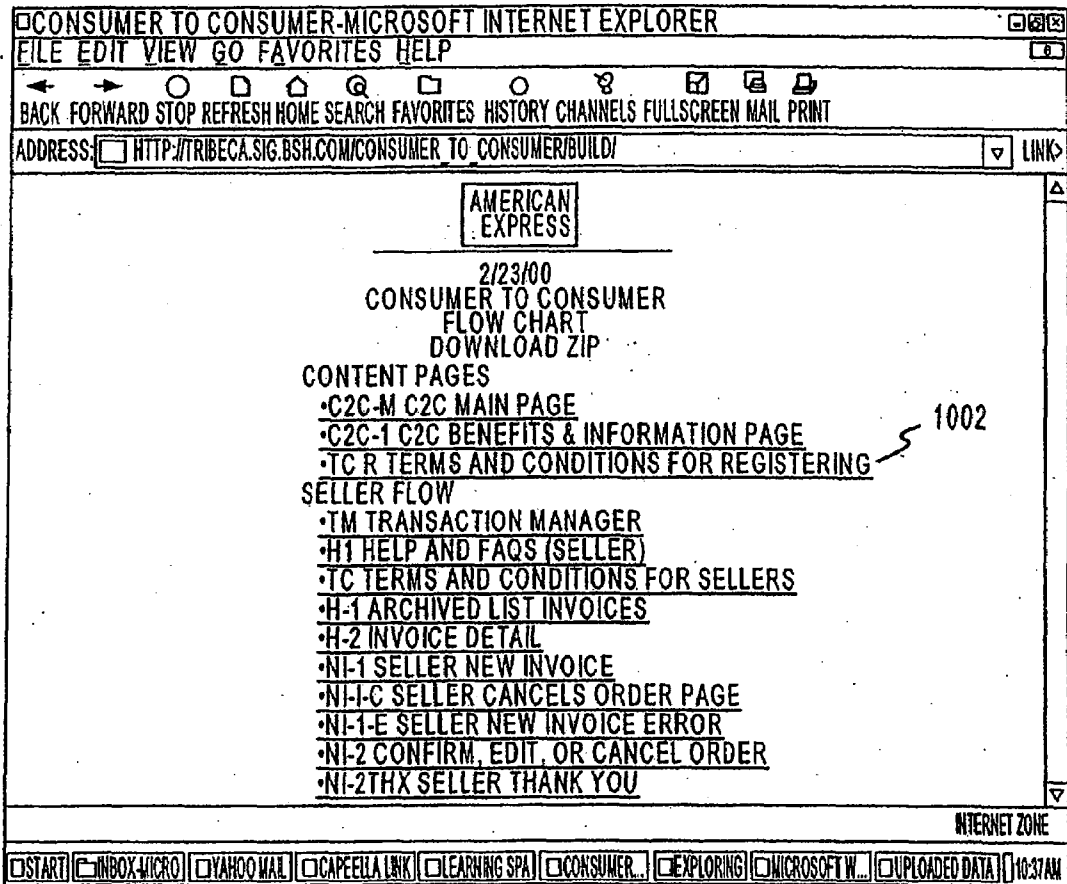 CONSUMER TO CONSUMER-MICROSOFT INTERNET EXPLORER
FILE EDIT VIEW GO FAVORITES HELP
BACK FORWARD STOP REFRESH HOME SEARCH FAVORITES HISTORY CHANNELS FULLSCREEN MAIL PRINT
ADDRESS: HTTP://TRIBECA.SIG.BSH.COM/CONSUMER_TO_CONSUMER/BUILD/ LINK>
AMERICAN
EXPRESS
2/23/00
CONSUMER TO CONSUMER
FLOW CHART
DOWNLOAD ZIP
CONTENT PAGES
•C2C-M C2C MAIN PAGE
•C2C-1 C2C BENEFITS & INFORMATION PAGE
1002
•TC R TERMS AND CONDITIONS FOR REGISTERING
SELLER FLOW
•TM TRANSACTION MANAGER
•H1 HELP AND FAQS (SELLER)
•TC TERMS AND CONDITIONS FOR SELLERS
•H-1 ARCHIVED LIST INVOICES
•H-2 INVOICE DETAIL
•NI-1 SELLER NEW INVOICE
•NI-I-C SELLER CANCELS ORDER PAGE
•NI-1-E SELLER NEW INVOICE ERROR
•NI-2 CONFIRM, EDIT, OR CANCEL ORDER
•NI-2THX SELLER THANK YOU
INTERNET ZONE
START INBOX-MICRO YAHOO MAIL CAPEELLA LINK LEARNING SPA CONSUMER... EXPLORING MICROSOFT W... UPLOADED DATA 10:37AM